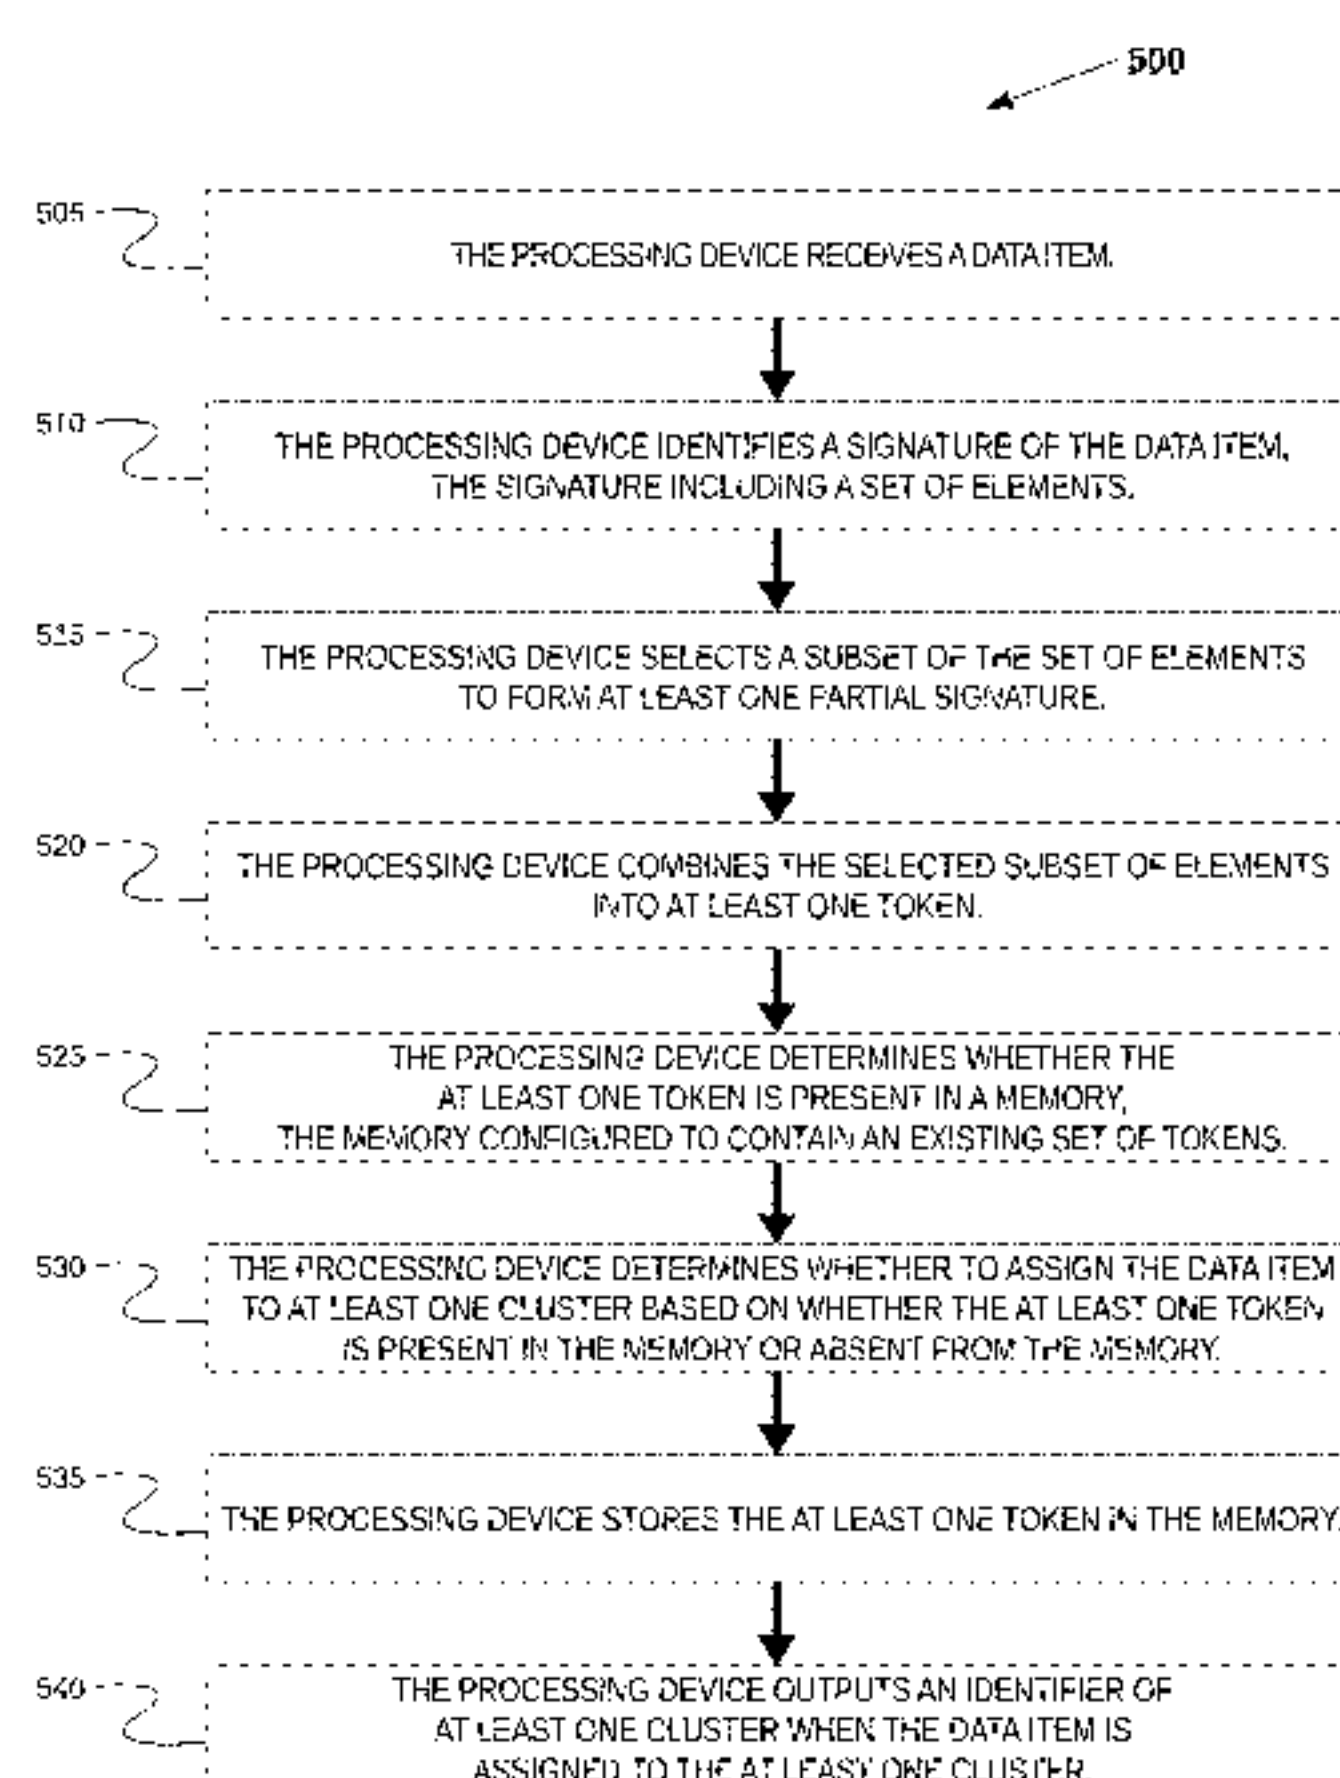 500
505
THE PROCESSING DEVICE RECEIVES A DATA ITEM.
510
THE PROCESSING DEVICE IDENTIFIES A SIGNATURE OF THE DATA ITEM,
THE SIGNATURE INCLUDING A SET OF ELEMENTS.
515
THE PROCESSING DEVICE SELECTS A SUBSET OF THE SET OF ELEMENTS
TO FORM AT LEAST ONE PARTIAL SIGNATURE.
520
THE PROCESSING DEVICE COMBINES THE SELECTED SUBSET OF ELEMENTS
INTO AT LEAST ONE TOKEN.
525
THE PROCESSING DEVICE DETERMINES WHETHER THE
AT LEAST ONE TOKEN IS PRESENT IN A MEMORY,
THE MEMORY CONFIGURED TO CONTAIN AN EXISTING SET OF TOKENS.
530
THE PROCESSING DEVICE DETERMINES WHETHER TO ASSIGN THE DATA ITEM
TO AT LEAST ONE CLUSTER BASED ON WHETHER THE AT LEAST ONE TOKEN
IS PRESENT IN THE MEMORY OR ABSENT FROM THE MEMORY.
535
THE PROCESSING DEVICE STORES THE AT LEAST ONE TOKEN IN THE MEMORY.
540
THE PROCESSING DEVICE OUTPUTS AN IDENTIFIER OF
AT LEAST ONE CLUSTER WHEN THE DATA ITEM IS
ASSIGNED TO THE AT LEAST ONE CLUSTER.